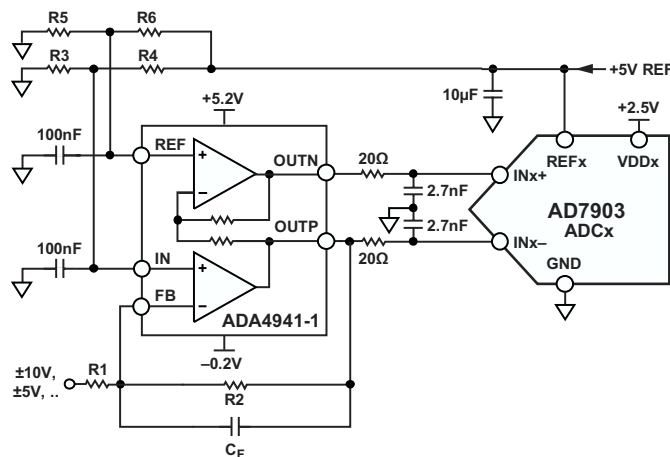 R5
R6
R3
R4
+5V REF
10µF
+5.2V
+2.5V
100nF
REF
OUTN
20Ω
INx+
REFx
VDDx
2.7nF
AD7903
ADCx
OUTP
2.7nF
100nF
IN
20Ω
INx–
GND
FB
ADA4941-1
–0.2V
±10V,
±5V, ..
R1
R2
CF